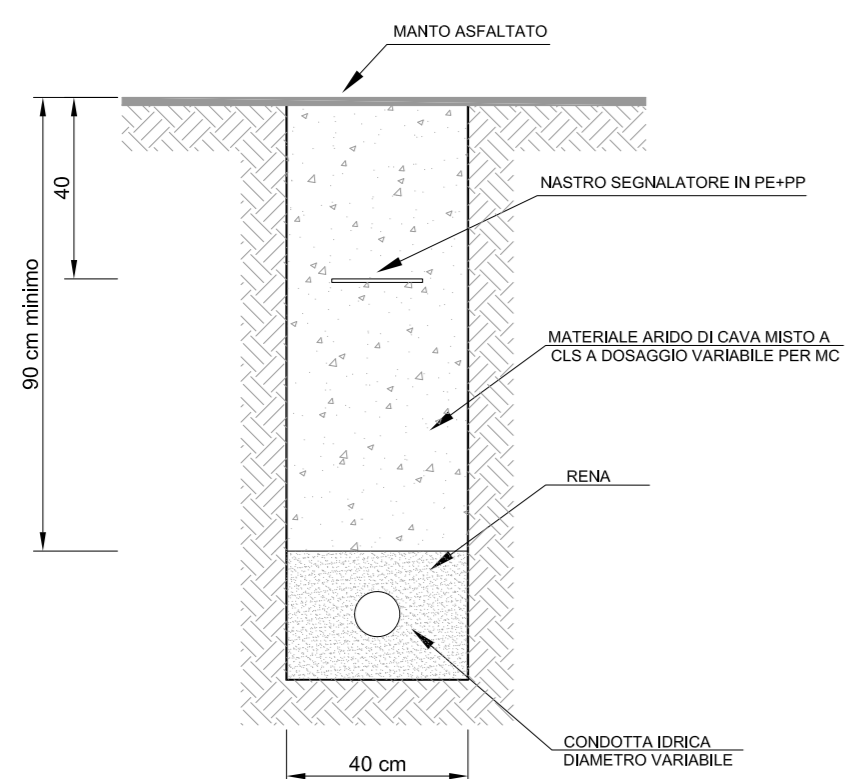 MANTO ASFALTATO
40
NASTRO SEGNALATORE IN PE+PP
90 cm minimo
MATERIALE ARIDO DI CAVA MISTO A
CLS A DOSAGGIO VARIABILE PER MC
RENA
CONDOTTA IDRICA
DIAMETRO VARIABILE
40 cm